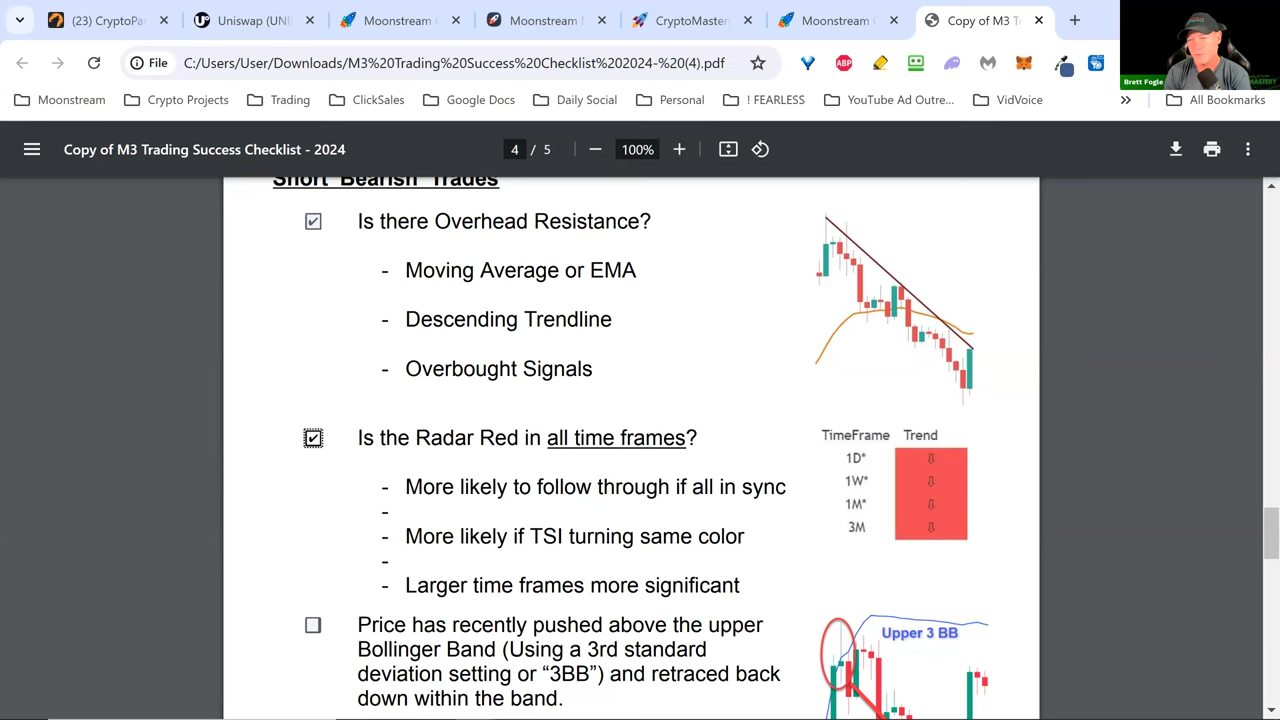 (23) CryptoPa
Uniswap (UNI
Moonstream
Moonstream
CryptoMastery
Moonstream
Copy of M3 Tr
File
C:/Users/User/Downloads/M3%20Trading%20Success%20Checklist%202024-%20(4).pdf
ABP
Brett Fogle
MASTERY
Moonstream
Crypto Projects
Trading
ClickSales
Google Docs
Daily Social
Personal
! FEARLESS
YouTube Ad Outre...
VidVoice
All Bookmarks
Copy of M3 Trading Success Checklist - 2024
4 / 5
100%
Short "Bearish" Trades
Is there Overhead Resistance?
- Moving Average or EMA
- Descending Trendline
- Overbought Signals
Is the Radar Red in all time frames?
- More likely to follow through if all in sync
-
- More likely if TSI turning same color
-
- Larger time frames more significant
TimeFrame Trend
1D*
1W*
1M*
3M
Price has recently pushed above the upper
Bollinger Band (Using a 3rd standard
deviation setting or “3BB”) and retraced back
down within the band.
Upper 3 BB